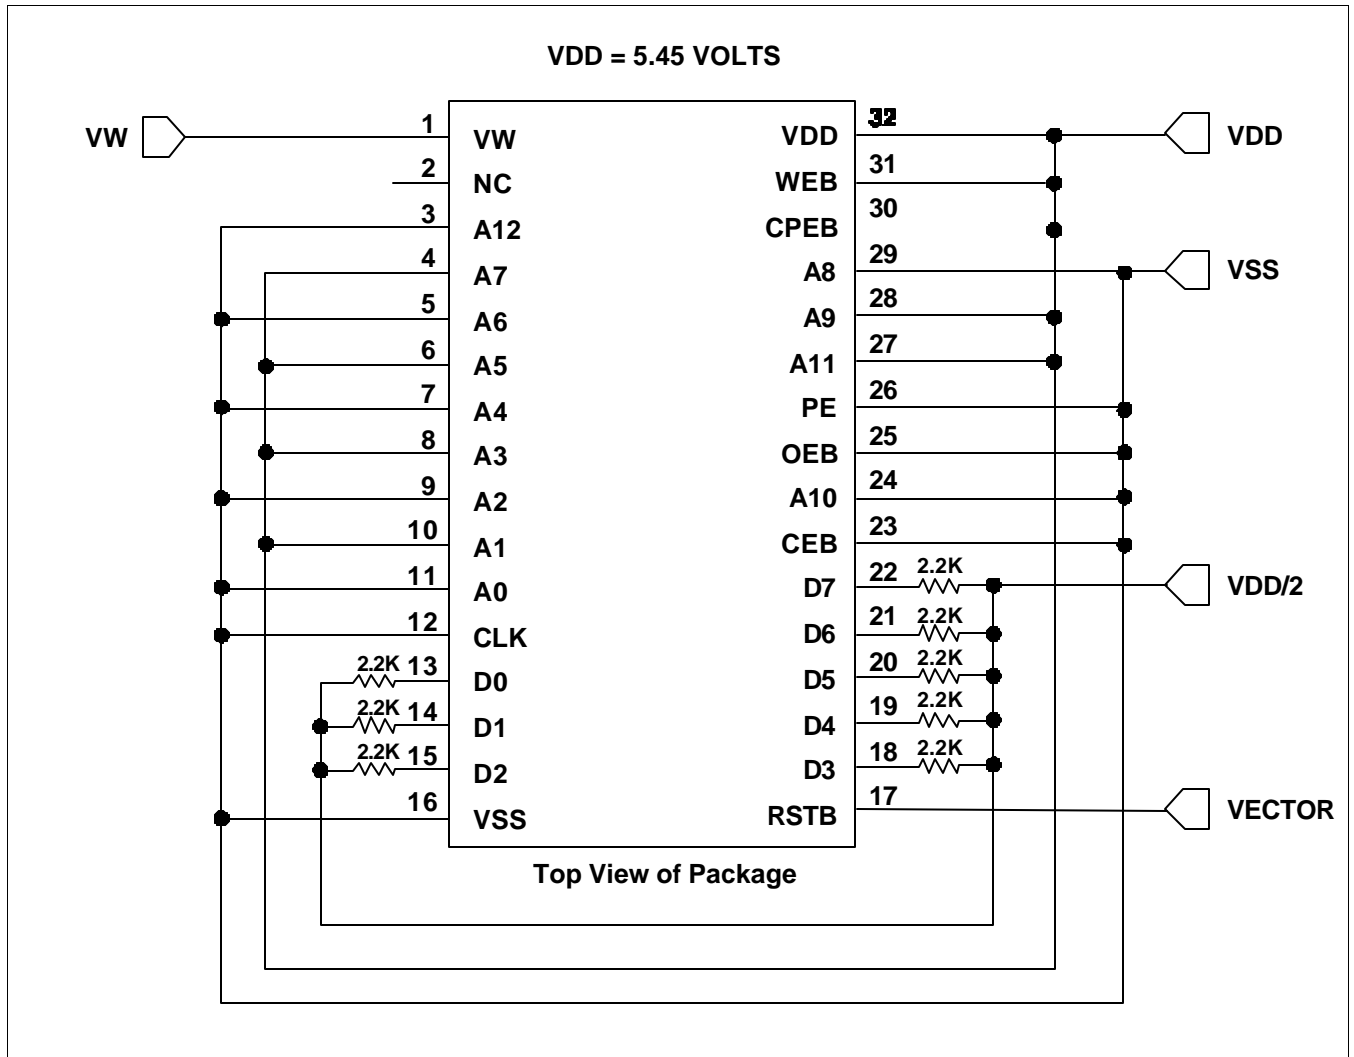 VDD = 5.45 VOLTS
VW 1 VW VDD 32 VDD
2 NC WEB 31
3 A12 CPEB 30
4 A7 A8 29 VSS
5 A6 A9 28
6 A5 A11 27
7 A4 PE 26
8 A3 OEB 25
9 A2 A10 24
10 A1 CEB 23
11 A0 D7 22 2.2K VDD/2
12 CLK D6 21 2.2K
2.2K 13 D0 D5 20 2.2K
2.2K 14 D1 D4 19 2.2K
2.2K 15 D2 D3 18 2.2K
16 VSS RSTB 17 VECTOR
Top View of Package